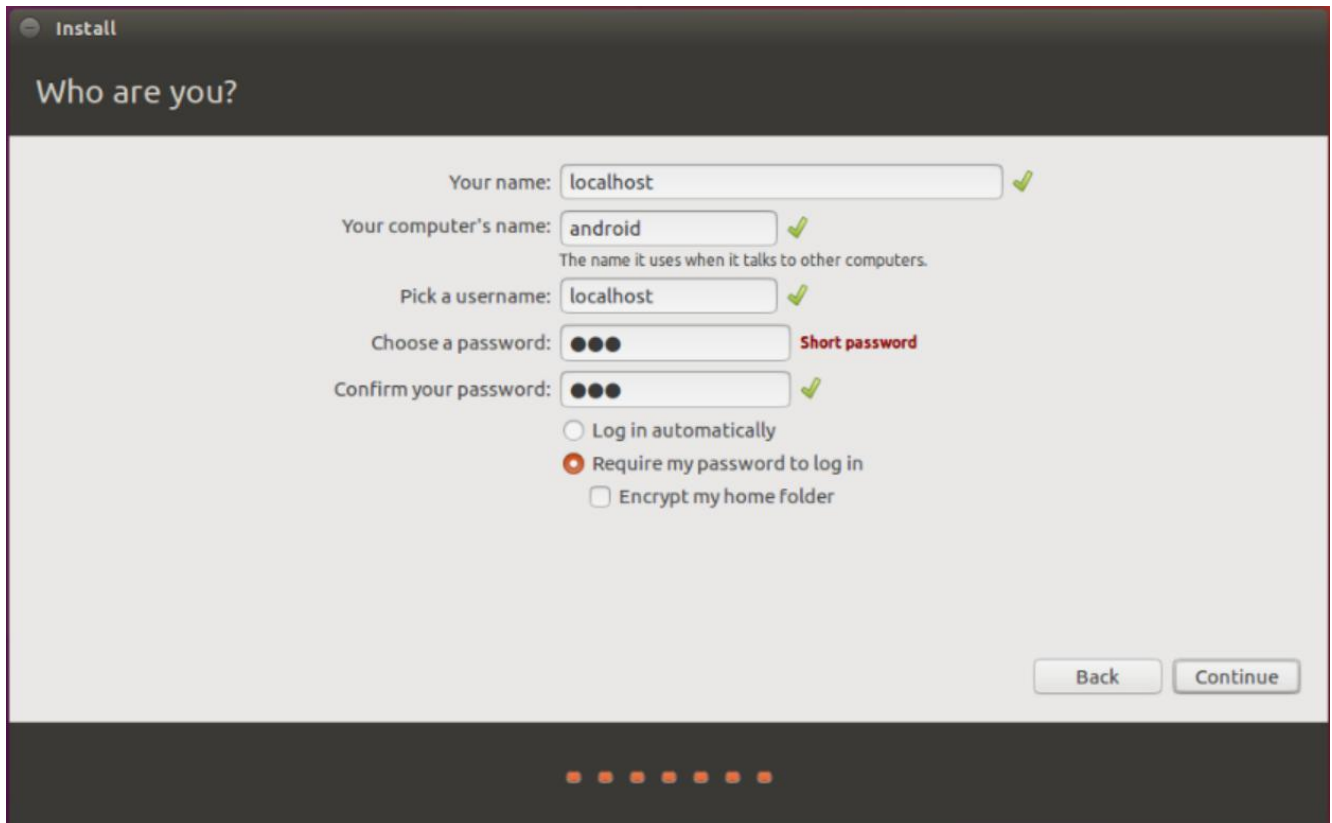 Install
Who are you?
Your name: localhost
Your computer's name: android
The name it uses when it talks to other computers.
Pick a username: localhost
Choose a password: ●●● Short password
Confirm your password: ●●●
Log in automatically
Require my password to log in
Encrypt my home folder
Back Continue